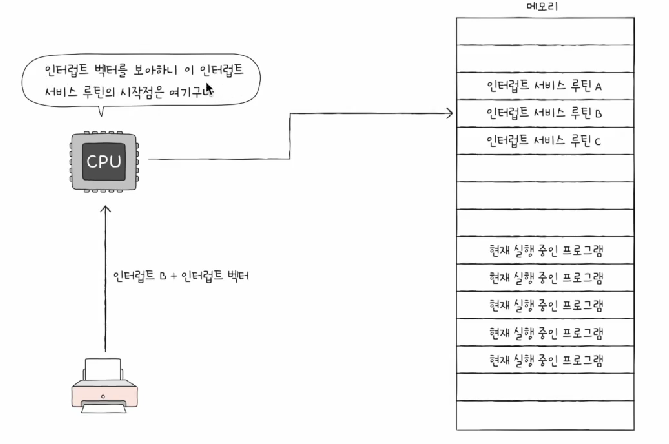 메모리
인터럽트 벡터를 보아하니 이 인터럽트
서비스 루틴의 시작점은 여기구나
CPU
인터럽트 B + 인터럽트 벡터
인터럽트 서비스 루틴 A
인터럽트 서비스 루틴 B
인터럽트 서비스 루틴 C
현재 실행 중인 프로그램
현재 실행 중인 프로그램
현재 실행 중인 프로그램
현재 실행 중인 프로그램
현재 실행 중인 프로그램